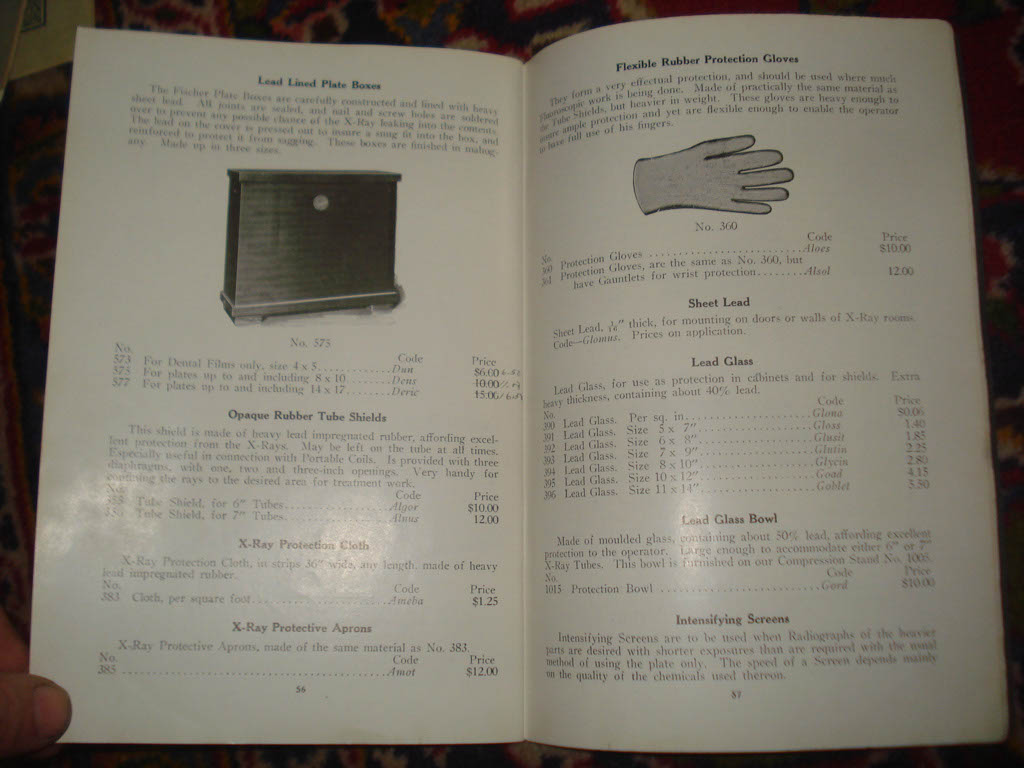 Lead Lined Plate Boxes
The Fischer Plate Boxes are carefully constructed and lined with heavy
sheet lead. All joints are sealed, and nail and screw holes are soldered
over to prevent any possible chance of the X-Ray leaking into the contents.
The lead on the cover is pressed out to insure a snug fit into the box, and
reinforced to protect it from sagging. These boxes are finished in mahog-
any. Made up in three sizes.
No. 575
No. Code Price
573 For Dental Films only, size 4 x 5 Dun $6.00
575 For plates up to and including 8 x 10 Dens 10.00
577 For plates up to and including 14 x 17 Deric 15.00
Opaque Rubber Tube Shields
This shield is made of heavy lead impregnated rubber, affording excel-
lent protection from the X-Rays. May be left on the tube at all times.
Especially useful in connection with Portable Coils. Is provided with three
diaphragms, with one, two and three-inch openings. Very handy for
confining the rays to the desired area for treatment work.
No. Code Price
Tube Shield, for 6" Tubes Algor $10.00
Tube Shield, for 7" Tubes Alnus 12.00
X-Ray Protection Cloth
X-Ray Protection Cloth, in strips 36" wide, any length, made of heavy
lead impregnated rubber.
No. Code Price
383 Cloth, per square foot Ameba $1.25
X-Ray Protective Aprons
X-Ray Protective Aprons, made of the same material as No. 383.
No. Code Price
385 Amot $12.00
56
Flexible Rubber Protection Gloves
They form a very effectual protection, and should be used where much
Fluorosopic work is being done. Made of practically the same material as
the Tube Shields, but heavier in weight. These gloves are heavy enough to
insure ample protection and yet are flexible enough to enable the operator
to have full use of his fingers.
No. 360
No. Code Price
360 Protection Gloves Aloes $10.00
361 Protection Gloves, are the same as No. 360, but
have Gauntlets for wrist protection Alsol 12.00
Sheet Lead
Sheet Lead, 1/16" thick, for mounting on doors or walls of X-Ray rooms.
Code—Glomus. Prices on application.
Lead Glass
Lead Glass, for use as protection in cabinets and for shields. Extra
heavy thickness, containing about 40% lead.
No. Code Price
390 Lead Glass. Per sq. in. Glona $0.06
391 Lead Glass. Size 5 x 7" Gloss 1.40
392 Lead Glass. Size 6 x 8" Glusit 1.85
393 Lead Glass. Size 7 x 9" Glutin 2.25
394 Lead Glass. Size 8 x 10" Glycin 2.80
395 Lead Glass. Size 10 x 12" Goad 4.15
396 Lead Glass. Size 11 x 14" Goblet 5.50
Lead Glass Bowl
Made of moulded glass, containing about 50% lead, affording excellent
protection to the operator. Large enough to accommodate either 6" or 7"
X-Ray Tubes. This bowl is furnished on our Compression Stand No. 1005.
No. Code Price
1015 Protection Bowl Gord $10.00
Intensifying Screens
Intensifying Screens are to be used when Radiographs of the heavier
parts are desired with shorter exposures than are required with the usual
method of using the plate only. The speed of a Screen depends mainly
on the quality of the chemicals used thereon.
57